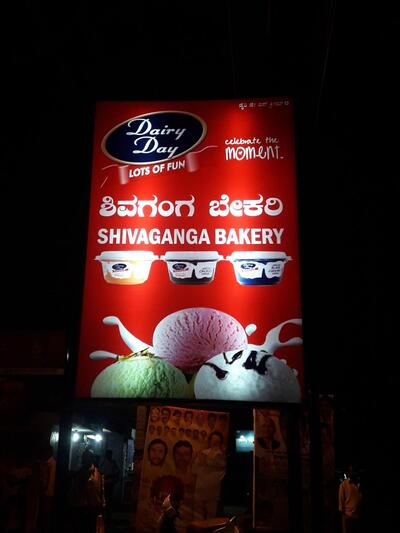 Dairy
Day
LOTS OF FUN
celebrate the
moment.
ಶಿವಗಂಗ ಬೇಕರಿ
SHIVAGANGA BAKERY